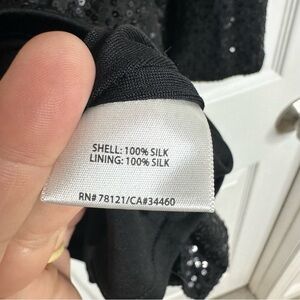 SHELL: 100% SILK
LINING: 100% SILK
RN# 78121/CA#34460